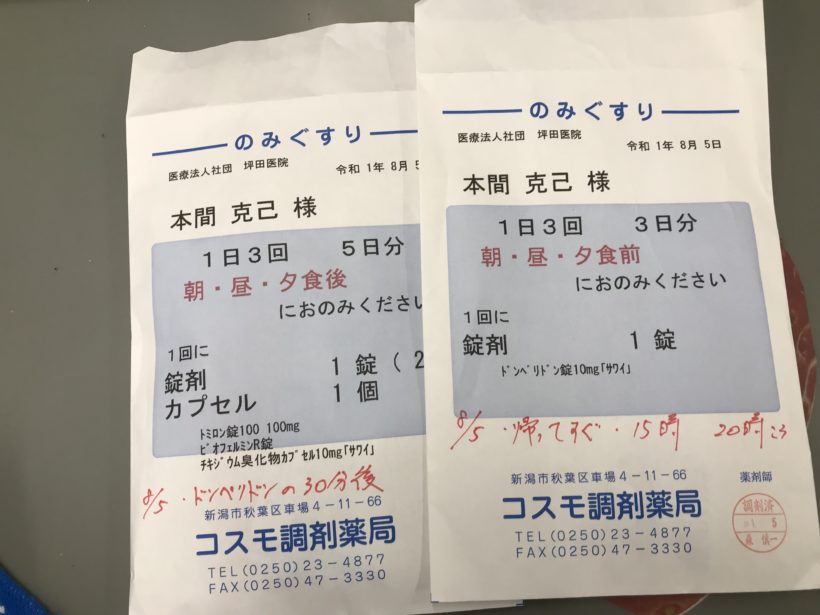 のみぐすり
医療法人社団 坪田医院
令和 1年 8月 5
本間 克己 様
1日3回 5日分
朝・昼・夕食後
におのみください
1回に
錠剤 1 錠 ( 2
カプセル 1 個
トミロン錠100 100mg
ビオフェルミンR錠
チキジウム臭化物カプセル10mg「サワイ」
8/5 ・ドンペリドンの30分後
新潟市秋葉区車場4-11-66
コスモ調剤薬局
TEL(0250)23-4877
FAX(0250)47-3330
のみぐすり
医療法人社団 坪田医院
令和 1年 8月 5日
本間 克己 様
1日3回 3日分
朝・昼・夕食前
におのみください
1回に
錠剤 1 錠
ドンペリドン錠10mg「サワイ」
8/5 ・帰ってすぐ・15時 20時ころ
新潟市秋葉区車場4-11-66
薬剤師
コスモ調剤薬局
調剤済
1 5
TEL(0250)23-4877
FAX(0250)47-3330